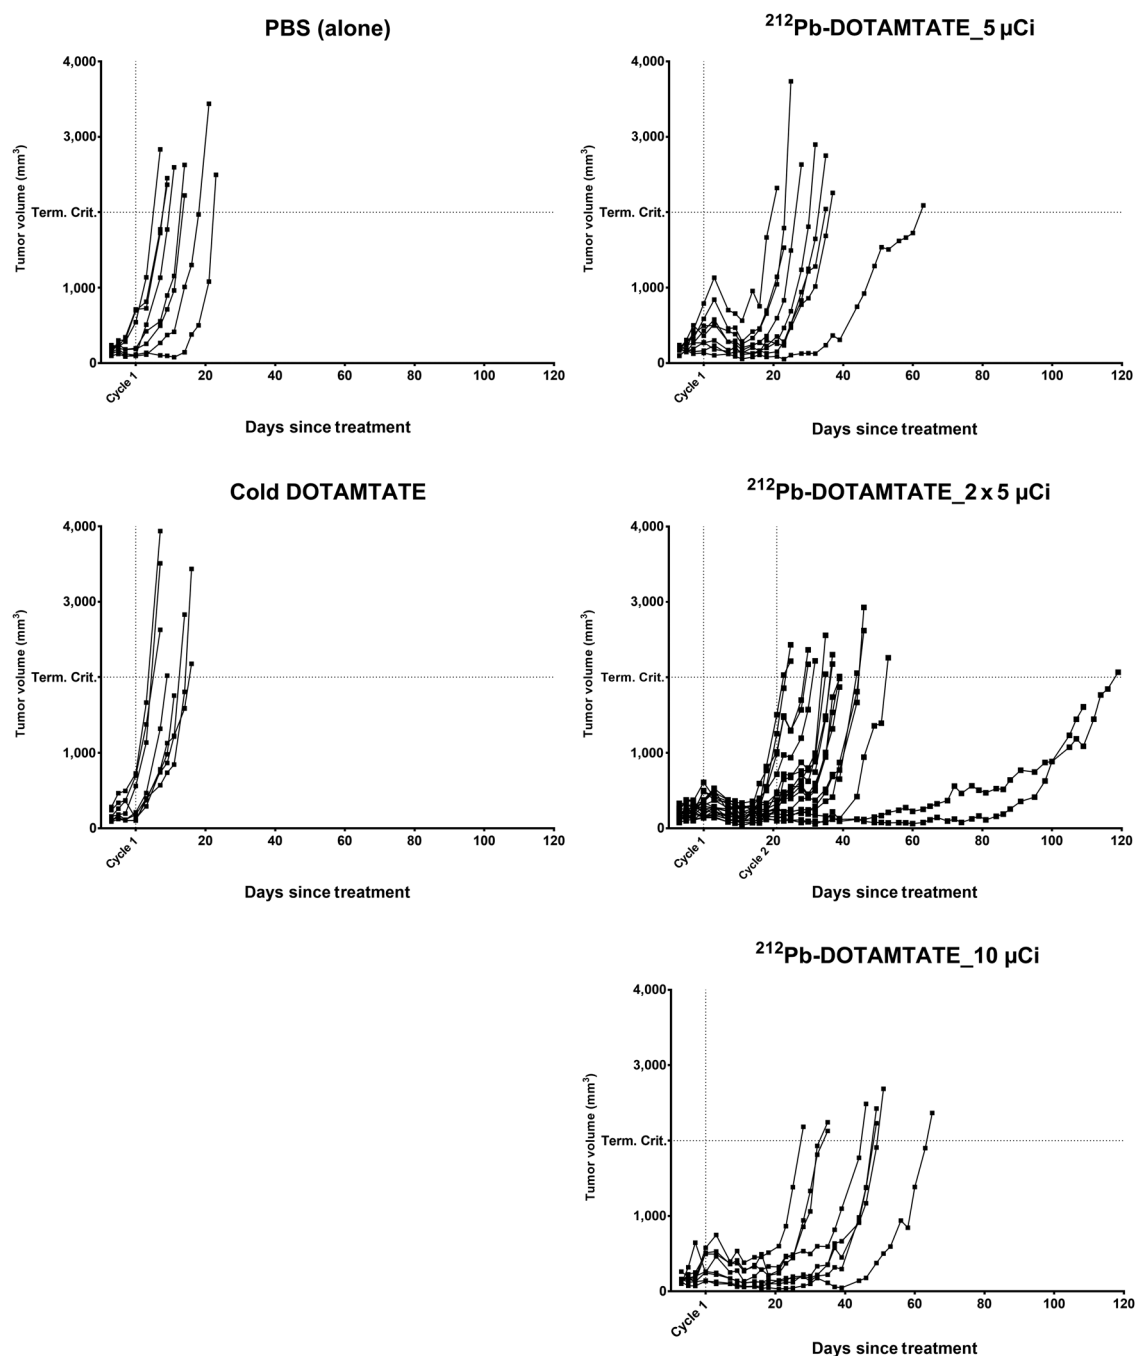 PBS (alone)
4,000
3,000
Term. Crit.
1,000
0
Tumor volume (mm³)
Cycle 1
20
40
60
80
100
120
Days since treatment
²¹²Pb-DOTAMTATE_5 µCi
4,000
3,000
Term. Crit.
1,000
0
Tumor volume (mm³)
Cycle 1
20
40
60
80
100
120
Days since treatment
Cold DOTAMTATE
4,000
3,000
Term. Crit.
1,000
0
Tumor volume (mm³)
Cycle 1
20
40
60
80
100
120
Days since treatment
²¹²Pb-DOTAMTATE_2 x 5 µCi
4,000
3,000
Term. Crit.
1,000
0
Tumor volume (mm³)
Cycle 1
Cycle 2
20
40
60
80
100
120
Days since treatment
²¹²Pb-DOTAMTATE_10 µCi
4,000
3,000
Term. Crit.
1,000
0
Tumor volume (mm³)
Cycle 1
20
40
60
80
100
120
Days since treatment